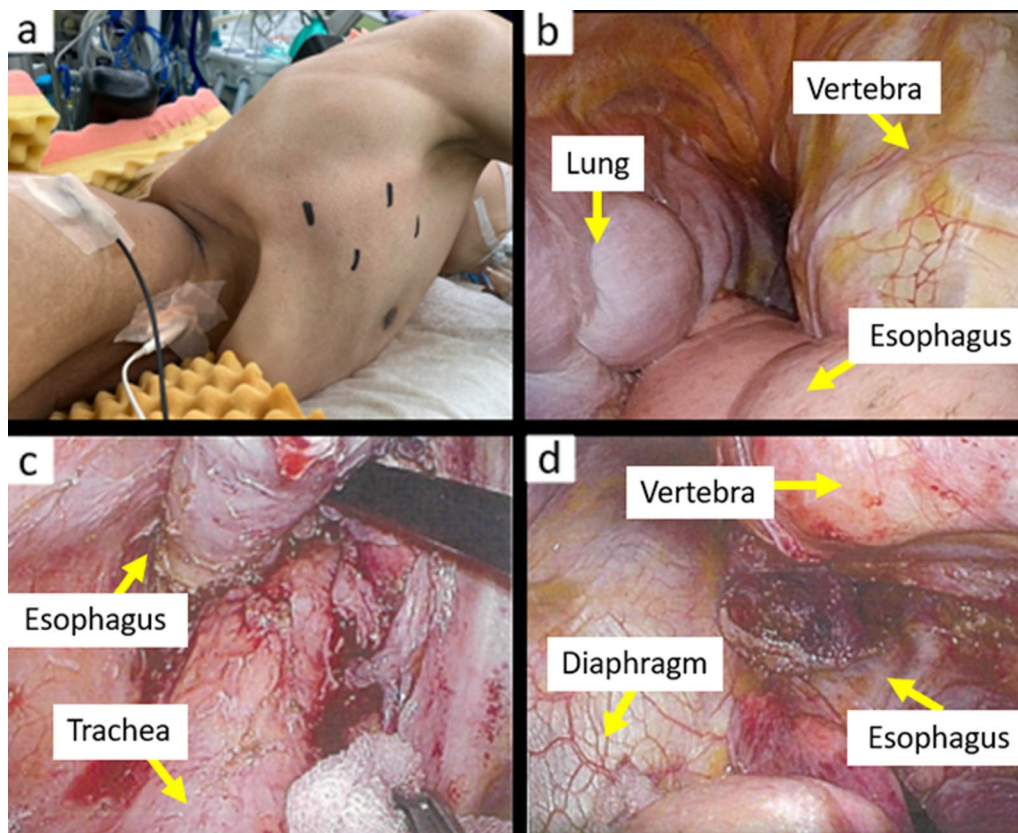 a
b
Vertebra
Lung
Esophagus
c
Esophagus
Trachea
d
Vertebra
Diaphragm
Esophagus